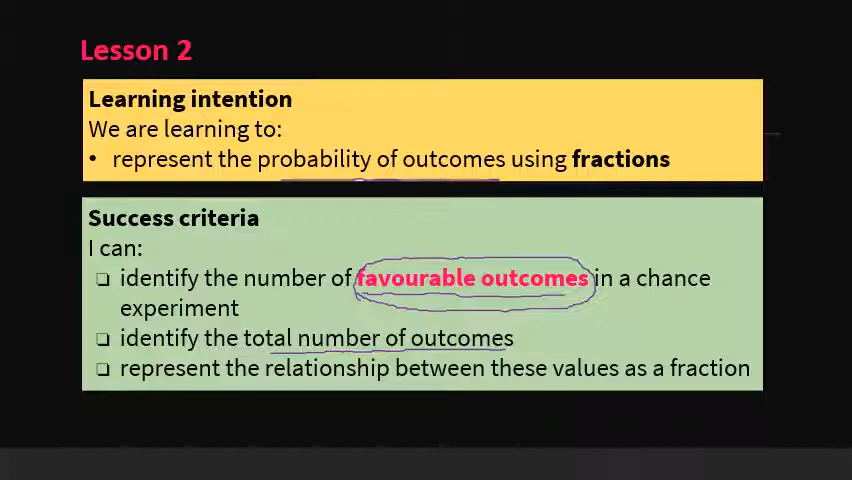 Lesson 2
Learning intention
We are learning to:
• represent the probability of outcomes using fractions
Success criteria
I can:
❏ identify the number of favourable outcomes in a chance
experiment
❏ identify the total number of outcomes
❏ represent the relationship between these values as a fraction